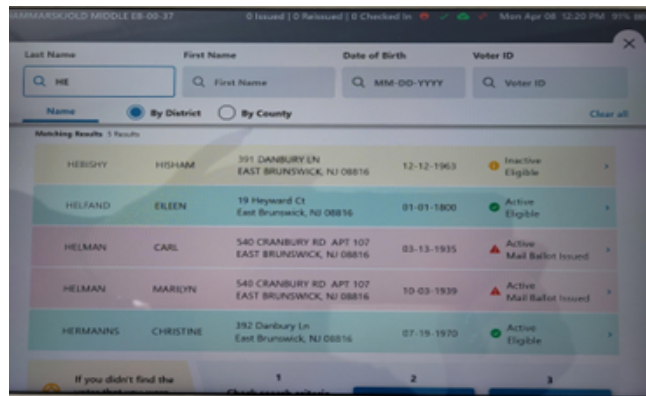 HAMMARSKJOLD MIDDLE EB-00-37 0 Issued | 0 Reissued | 0 Checked In Mon Apr 08 12:20 PM 91%
Last Name First Name Date of Birth Voter ID
HE First Name MM-DD-YYYY Voter ID
Name By District By County Clear all
Matching Results 5 Results
HEBISHY HISHAM 391 DANBURY LN 12-12-1963 Inactive
EAST BRUNSWICK, NJ 08816 Eligible
HELFAND EILEEN 19 Heyward Ct 01-01-1800 Active
East Brunswick, NJ 08816 Eligible
HELMAN CARL 540 CRANBURY RD APT 107 03-13-1935 Active
EAST BRUNSWICK, NJ 08816 Mail Ballot Issued
HELMAN MARILYN 540 CRANBURY RD APT 107 10-03-1939 Active
EAST BRUNSWICK, NJ 08816 Mail Ballot Issued
HERMANNS CHRISTINE 392 Danbury Ln 07-19-1970 Active
East Brunswick, NJ 08816 Eligible
If you didn't find the 1 2 3